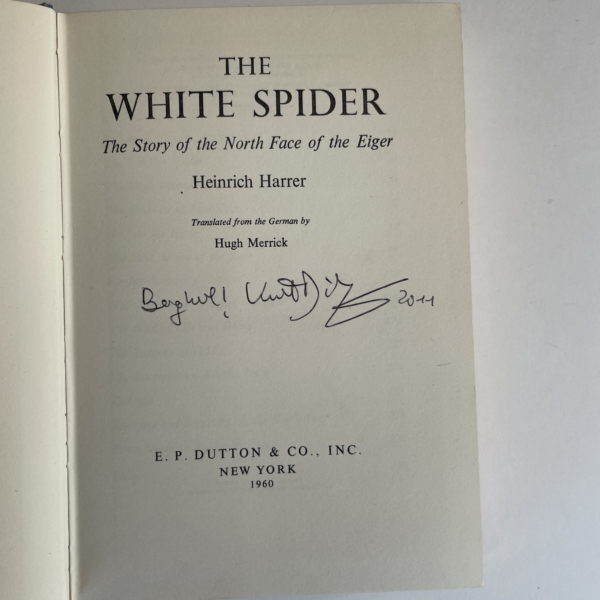 THE
WHITE SPIDER
The Story of the North Face of the Eiger
Heinrich Harrer
Translated from the German by
Hugh Merrick
Kurt 2011
E. P. DUTTON & CO., INC.
NEW YORK
1960